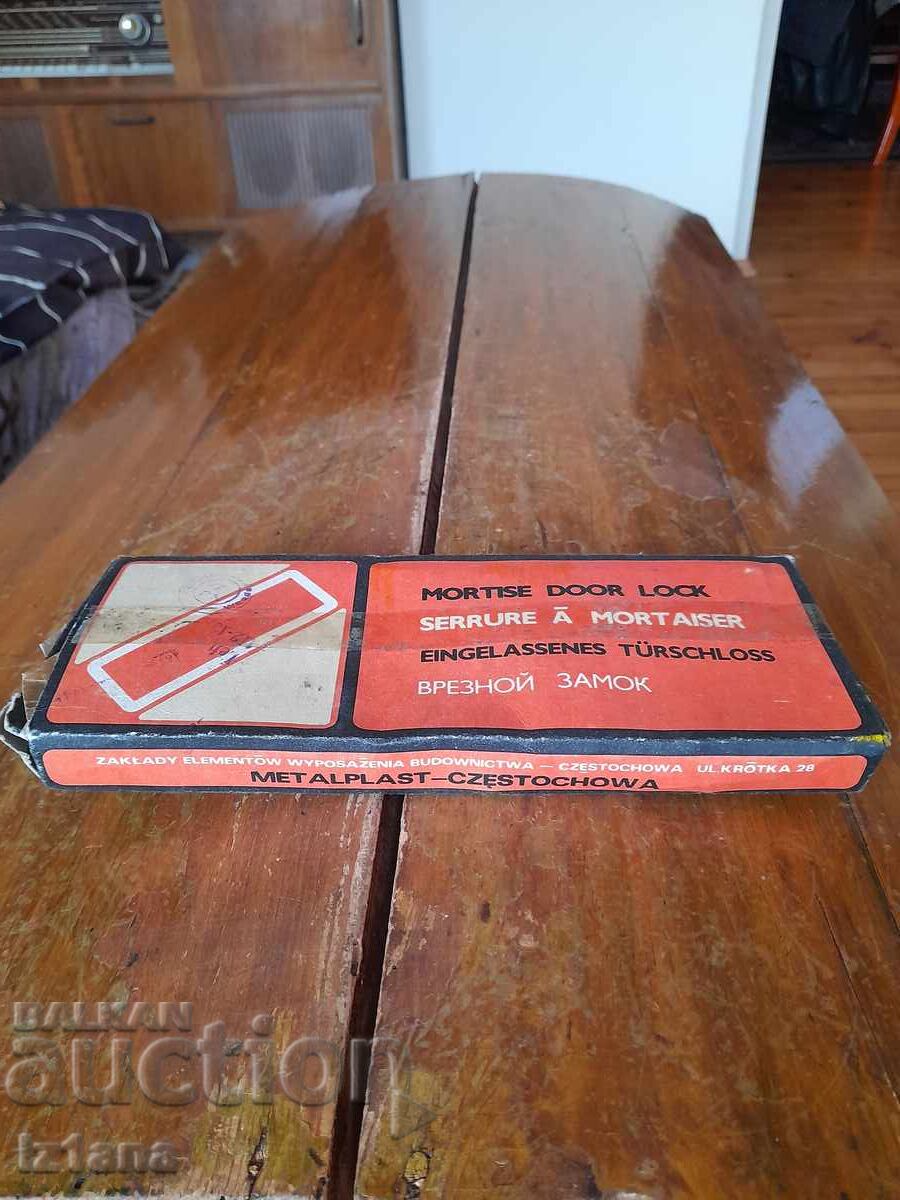 MORTISE DOOR LOCK
SERRURE Ā MORTAISER
EINGELASSENES TÜRSCHLOSS
ВРЕЗНОЙ ЗАМОК
ZAKŁADY ELEMENTÓW WYPOSAŻENIA BUDOWNICTWA – CZĘSTOCHOWA UL.KRÓTKA 28
METALPLAST–CZĘSTOCHOWA
BALKAN
auction
iz1ana